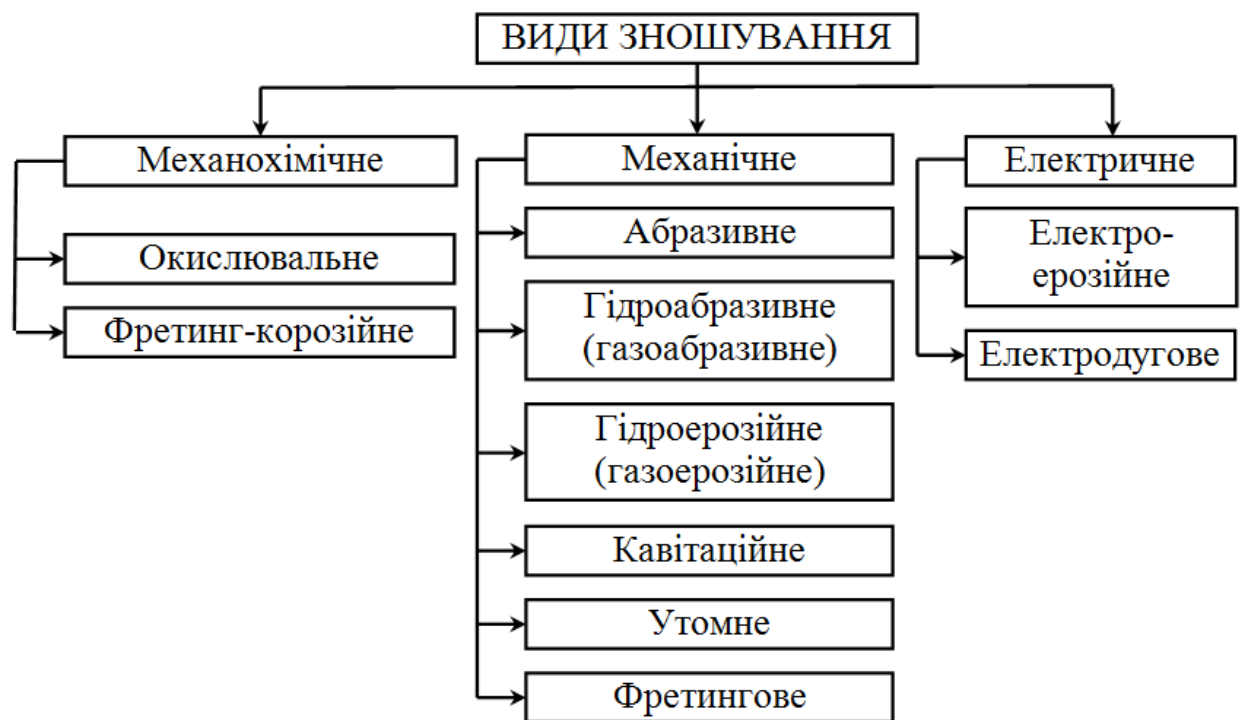 ВИДИ ЗНОШУВАННЯ
Механохімічне
Окислювальне
Фретинг-корозійне
Механічне
Абразивне
Гідроабразивне
(газоабразивне)
Гідроерозійне
(газоерозійне)
Кавітаційне
Утомне
Фретингове
Електричне
Електро-
ерозійне
Електродугове